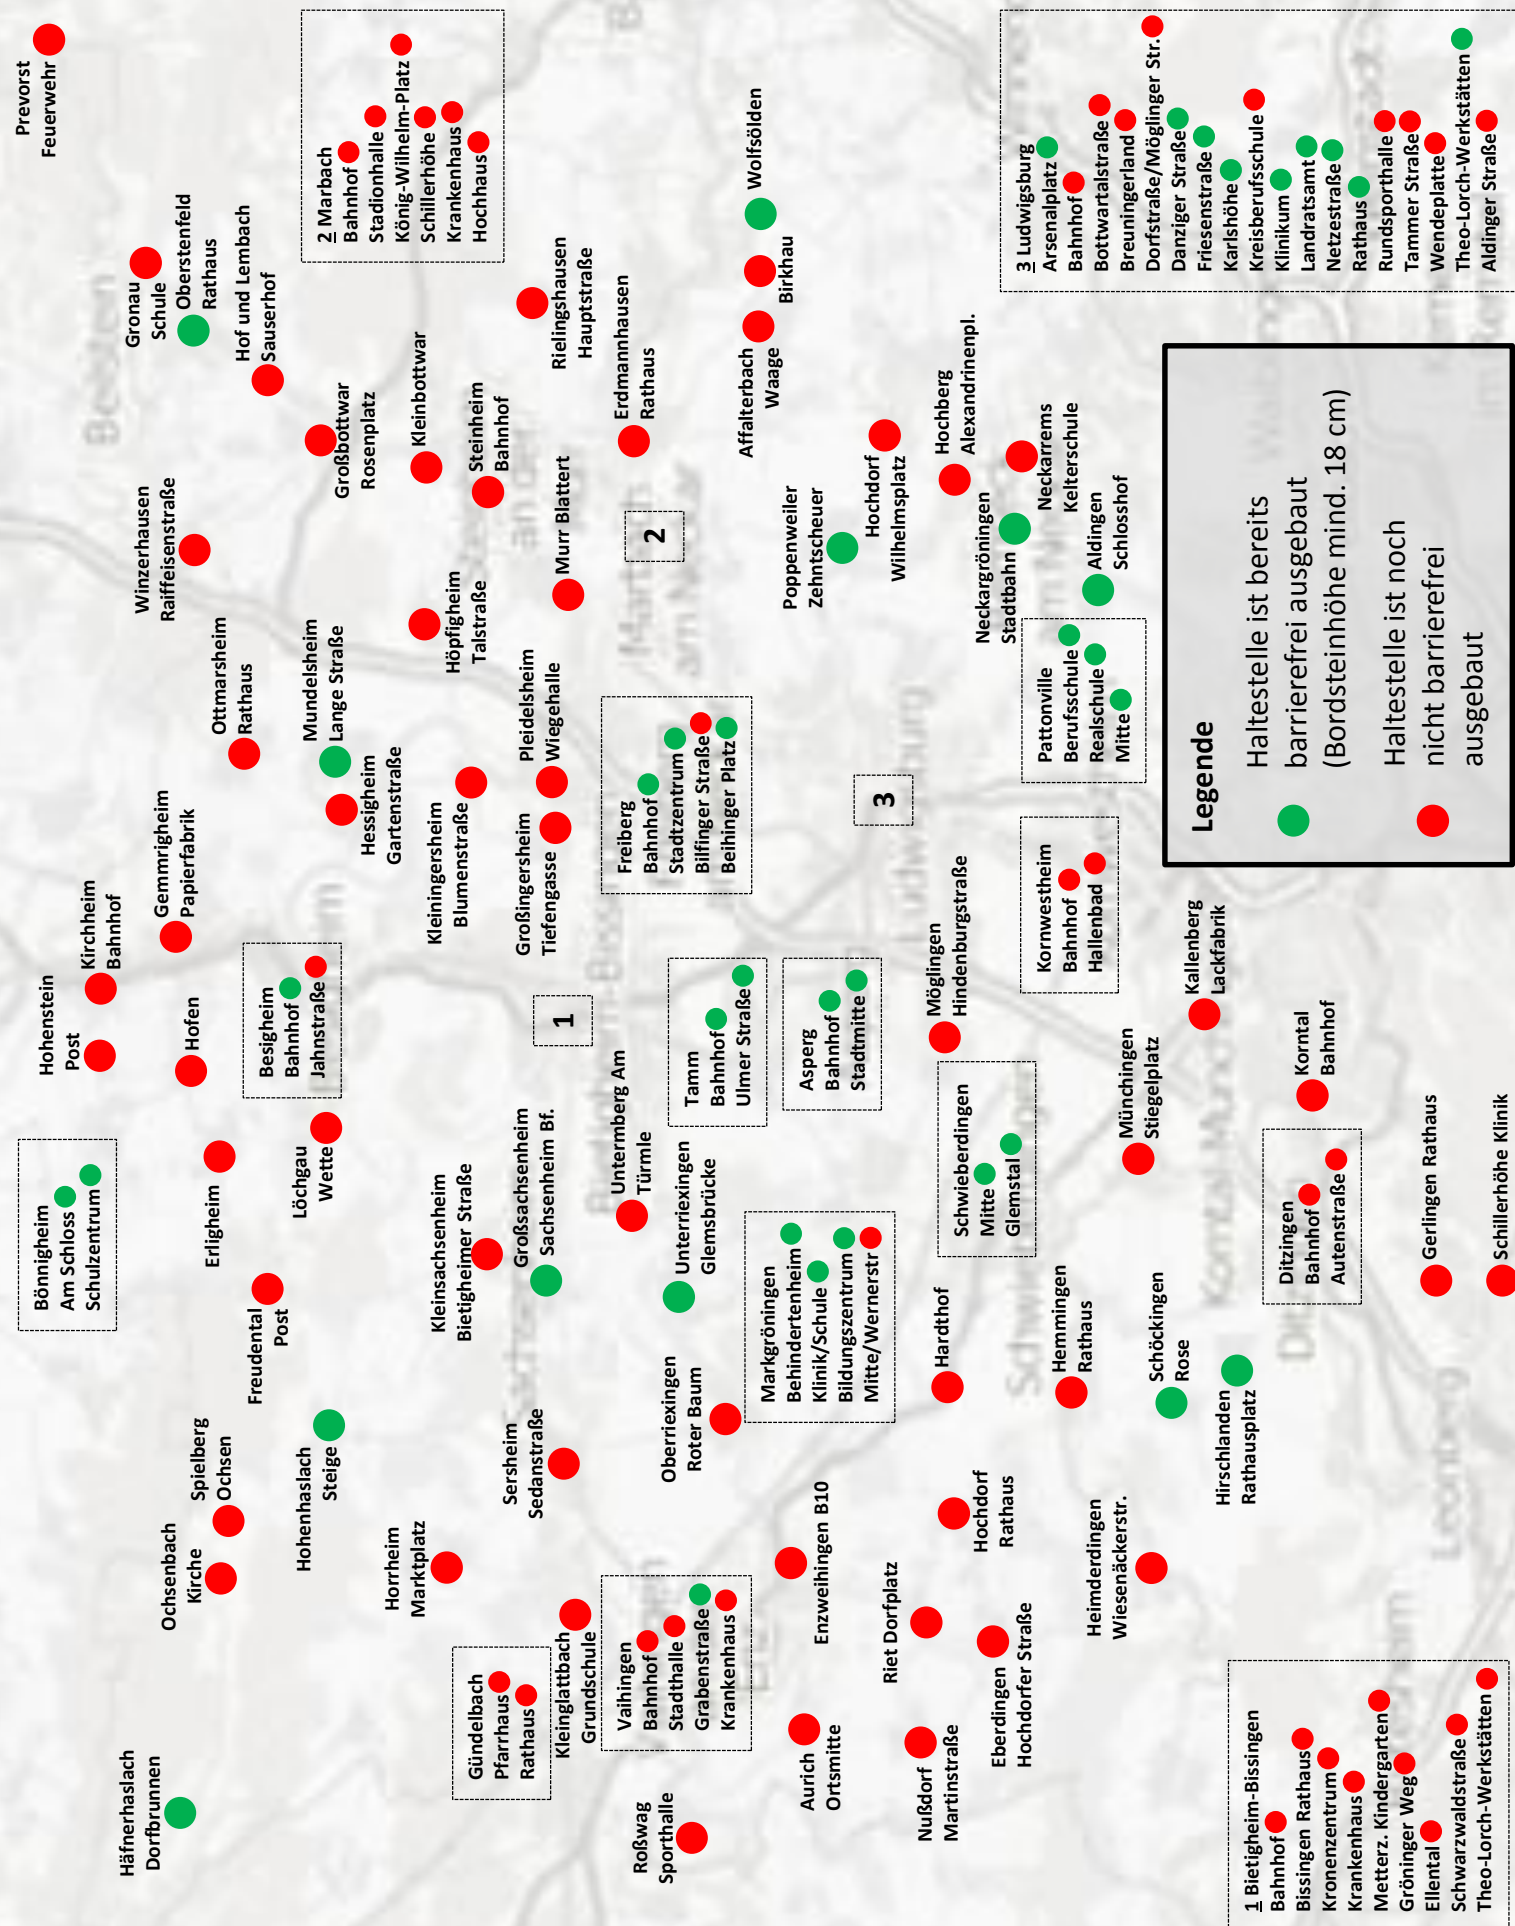 Prevorst
Feuerwehr
Gronau
Schule
Oberstenfeld
Rathaus
Hof und Lembach
Sauserhof
2 Marbach
Bahnhof
Stadionhalle
König-Wilhelm-Platz
Schillerhöhe
Krankenhaus
Hochhaus
Winzerhausen
Raiffeisenstraße
Großbottwar
Rosenplatz
Kleinbottwar
Steinheim
Bahnhof
Rielingshausen
Hauptstraße
Erdmannhausen
Rathaus
Murr Blattert
2
Wolfsölden
Birkhau
Affalterbach
Waage
Ottmarsheim
Rathaus
Mundelsheim
Lange Straße
Hessigheim
Gartenstraße
Höpfigheim
Talstraße
Kleiningersheim
Blumenstraße
Pleidelsheim
Wiegehalle
Großingersheim
Tiefengasse
Freiberg
Bahnhof
Stadtzentrum
Bilfinger Straße
Beihinger Platz
Poppenweiler
Zehntscheuer
Hochdorf
Wilhelmsplatz
Hochberg
Alexandrinenpl.
Neckarrems
Kelterschule
Neckargröningen
Stadtbahn
Aldingen
Schlosshof
Pattonville
Berufsschule
Realschule
Mitte
3 Ludwigsburg
Arsenalplatz
Bahnhof
Bottwartalstraße
Breuningerland
Dorfstraße/Möglinger Str.
Danziger Straße
Friesenstraße
Karlshöhe
Kreisberufsschule
Klinikum
Landratsamt
Netzestraße
Rathaus
Rundsporthalle
Tammer Straße
Wendeplatte
Theo-Lorch-Werkstätten
Aldinger Straße
3
Hohenstein
Post
Kirchheim
Bahnhof
Gemmrigheim
Papierfabrik
Hofen
Besigheim
Bahnhof
Jahnstraße
Bönnigheim
Am Schloss
Schulzentrum
Erligheim
Löchgau
Wette
Freudental
Post
Kleinsachsenheim
Bietigheimer Straße
Großsachsenheim
Sachsenheim Bf.
1
Untermberg Am
Türmle
Unterriexingen
Glemsbrücke
Tamm
Bahnhof
Ulmer Straße
Asperg
Bahnhof
Stadtmitte
Möglingen
Hindenburgstraße
Kornwestheim
Bahnhof
Hallenbad
Markgröningen
Behindertenheim
Klinik/Schule
Bildungszentrum
Mitte/Wernerstr
Schwieberdingen
Mitte
Glemstal
Münchingen
Stiegelplatz
Kallenberg
Lackfabrik
Korntal
Bahnhof
Ditzingen
Bahnhof
Autenstraße
Gerlingen Rathaus
Schillerhöhe Klinik
Spielberg
Ochsen
Ochsenbach
Kirche
Hohenhaslach
Steige
Häfnerhaslach
Dorfbrunnen
Horrheim
Marktplatz
Sersheim
Sedanstraße
Gündelbach
Pfarrhaus
Rathaus
Kleinglattbach
Grundschule
Vaihingen
Bahnhof
Stadthalle
Grabenstraße
Krankenhaus
Roßwag
Sporthalle
Oberriexingen
Roter Baum
Enzweihingen B10
Aurich
Ortsmitte
Riet Dorfplatz
Nußdorf
Martinstraße
Eberdingen
Hochdorfer Straße
Hochdorf
Rathaus
Hardthof
Hemmingen
Rathaus
Heimderdingen
Wiesenäckerstr.
Schöckingen
Rose
Hirschlanden
Rathausplatz
1 Bietigheim-Bissingen
Bahnhof
Bissingen Rathaus
Kronenzentrum
Krankenhaus
Metterz. Kindergarten
Gröninger Weg
Ellental
Schwarzwaldstraße
Theo-Lorch-Werkstätten
Legende
Haltestelle ist bereits
barrierefrei ausgebaut
(Bordsteinhöhe mind. 18 cm)
Haltestelle ist noch
nicht barrierefrei
ausgebaut